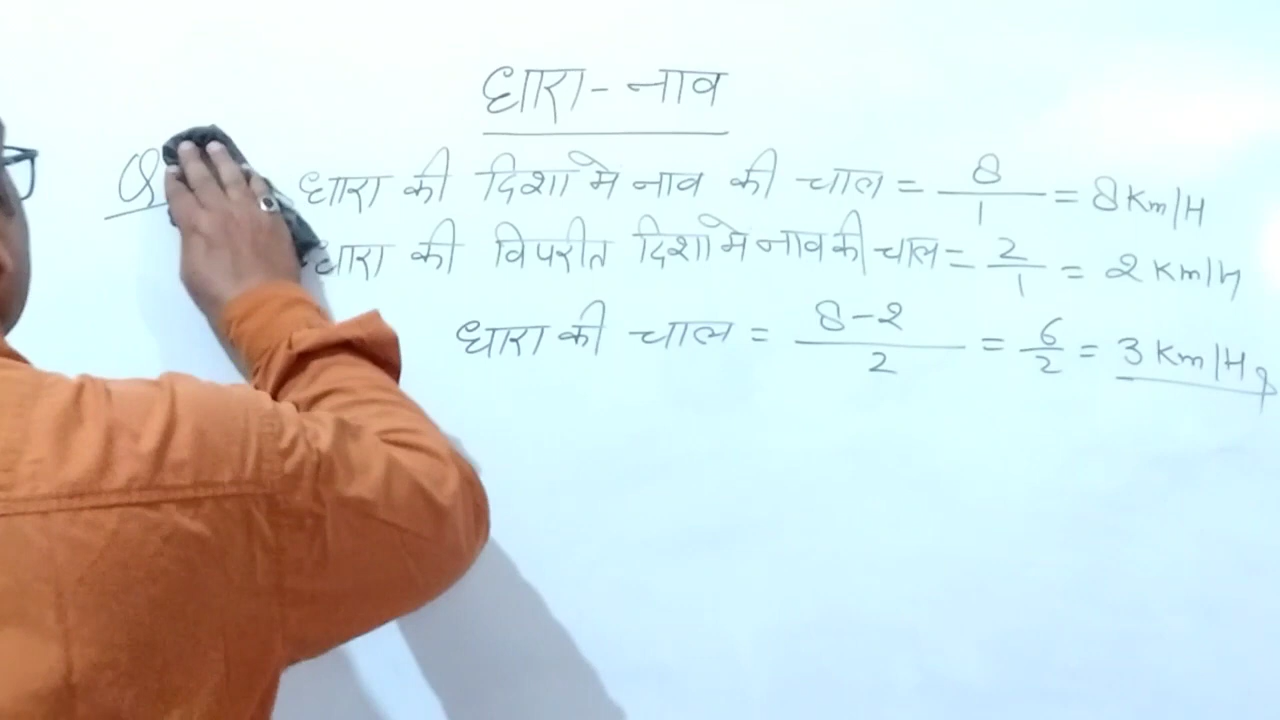 धारा - नाव
Q धारा की दिशा मे नाव की चाल = 8/1 = 8 Km/H
धारा की विपरीत दिशा मे नाव की चाल = 2/1 = 2 Km/H
धारा की चाल = 8-2/2 = 6/2 = 3 Km/H